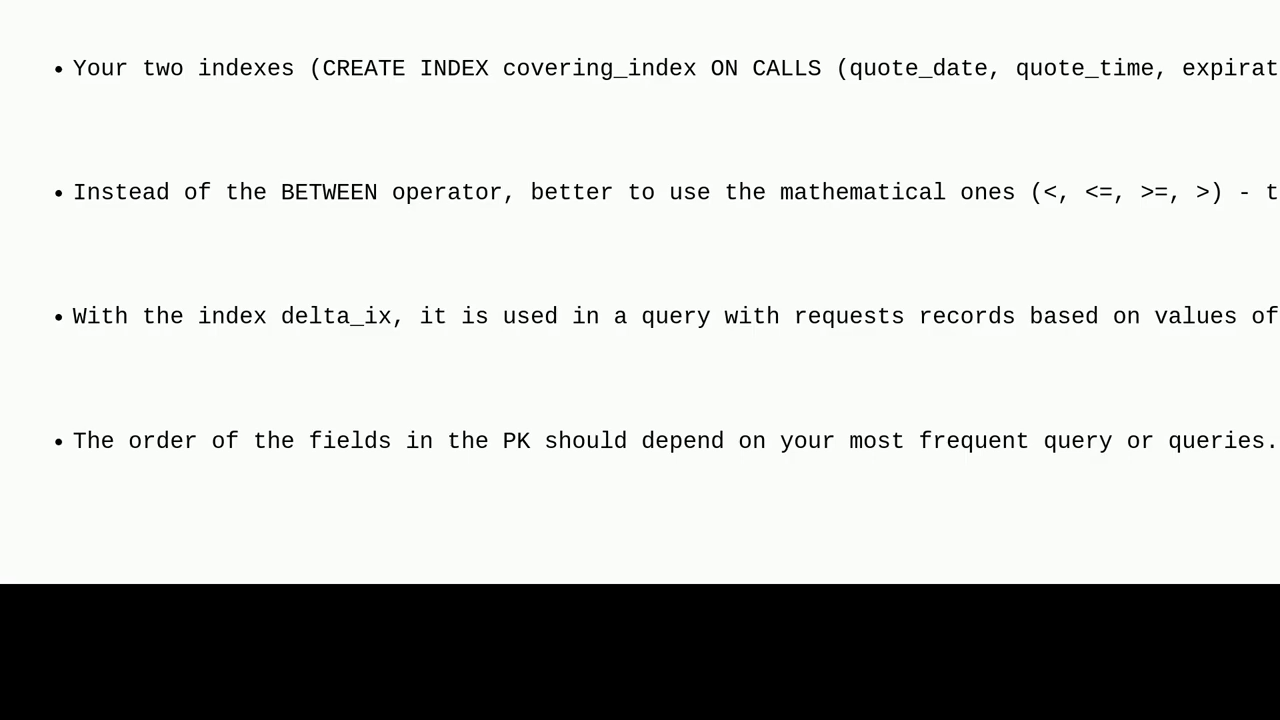 • Your two indexes (CREATE INDEX covering_index ON CALLS (quote_date, quote_time, expirat
• Instead of the BETWEEN operator, better to use the mathematical ones (<, <=, >=, >) - t
• With the index delta_ix, it is used in a query with requests records based on values of
• The order of the fields in the PK should depend on your most frequent query or queries.